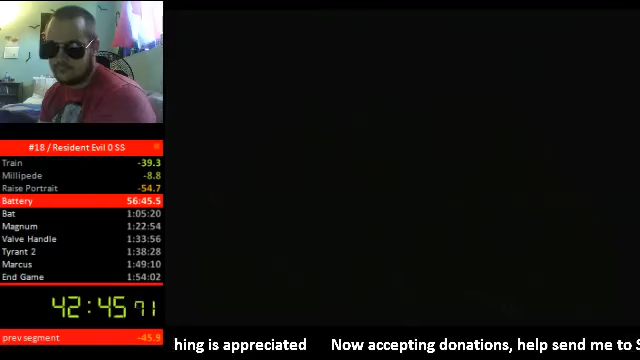 #18 / Resident Evil 0 SS
Train -39.3
Millipede -8.8
Raise Portrait -54.7
Battery 56:45.5
Bat 1:05:20
Magnum 1:22:54
Valve Handle 1:33:56
Tyrant 2 1:38:28
Marcus 1:49:10
End Game 1:54:02
42:45 71
prev segment -45.9
hing is appreciated Now accepting donations, help send me to S